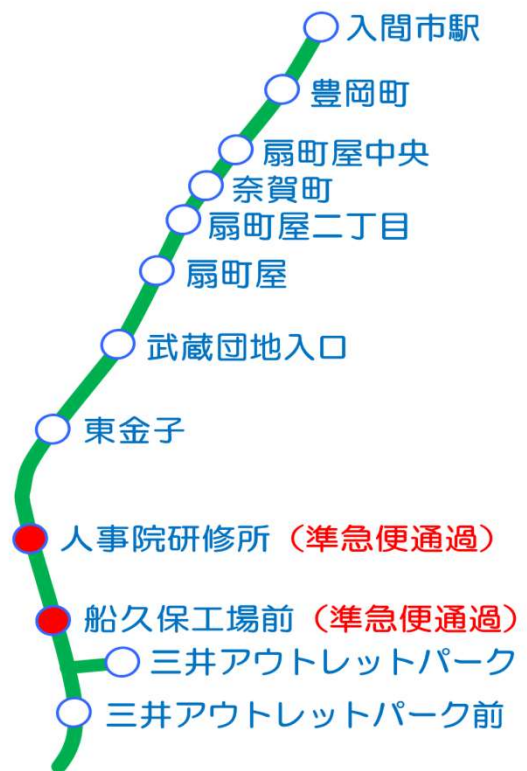 入間市駅
豊岡町
扇町屋中央
奈賀町
扇町屋二丁目
扇町屋
武蔵団地入口
東金子
人事院研修所（準急便通過）
船久保工場前（準急便通過）
三井アウトレットパーク
三井アウトレットパーク前